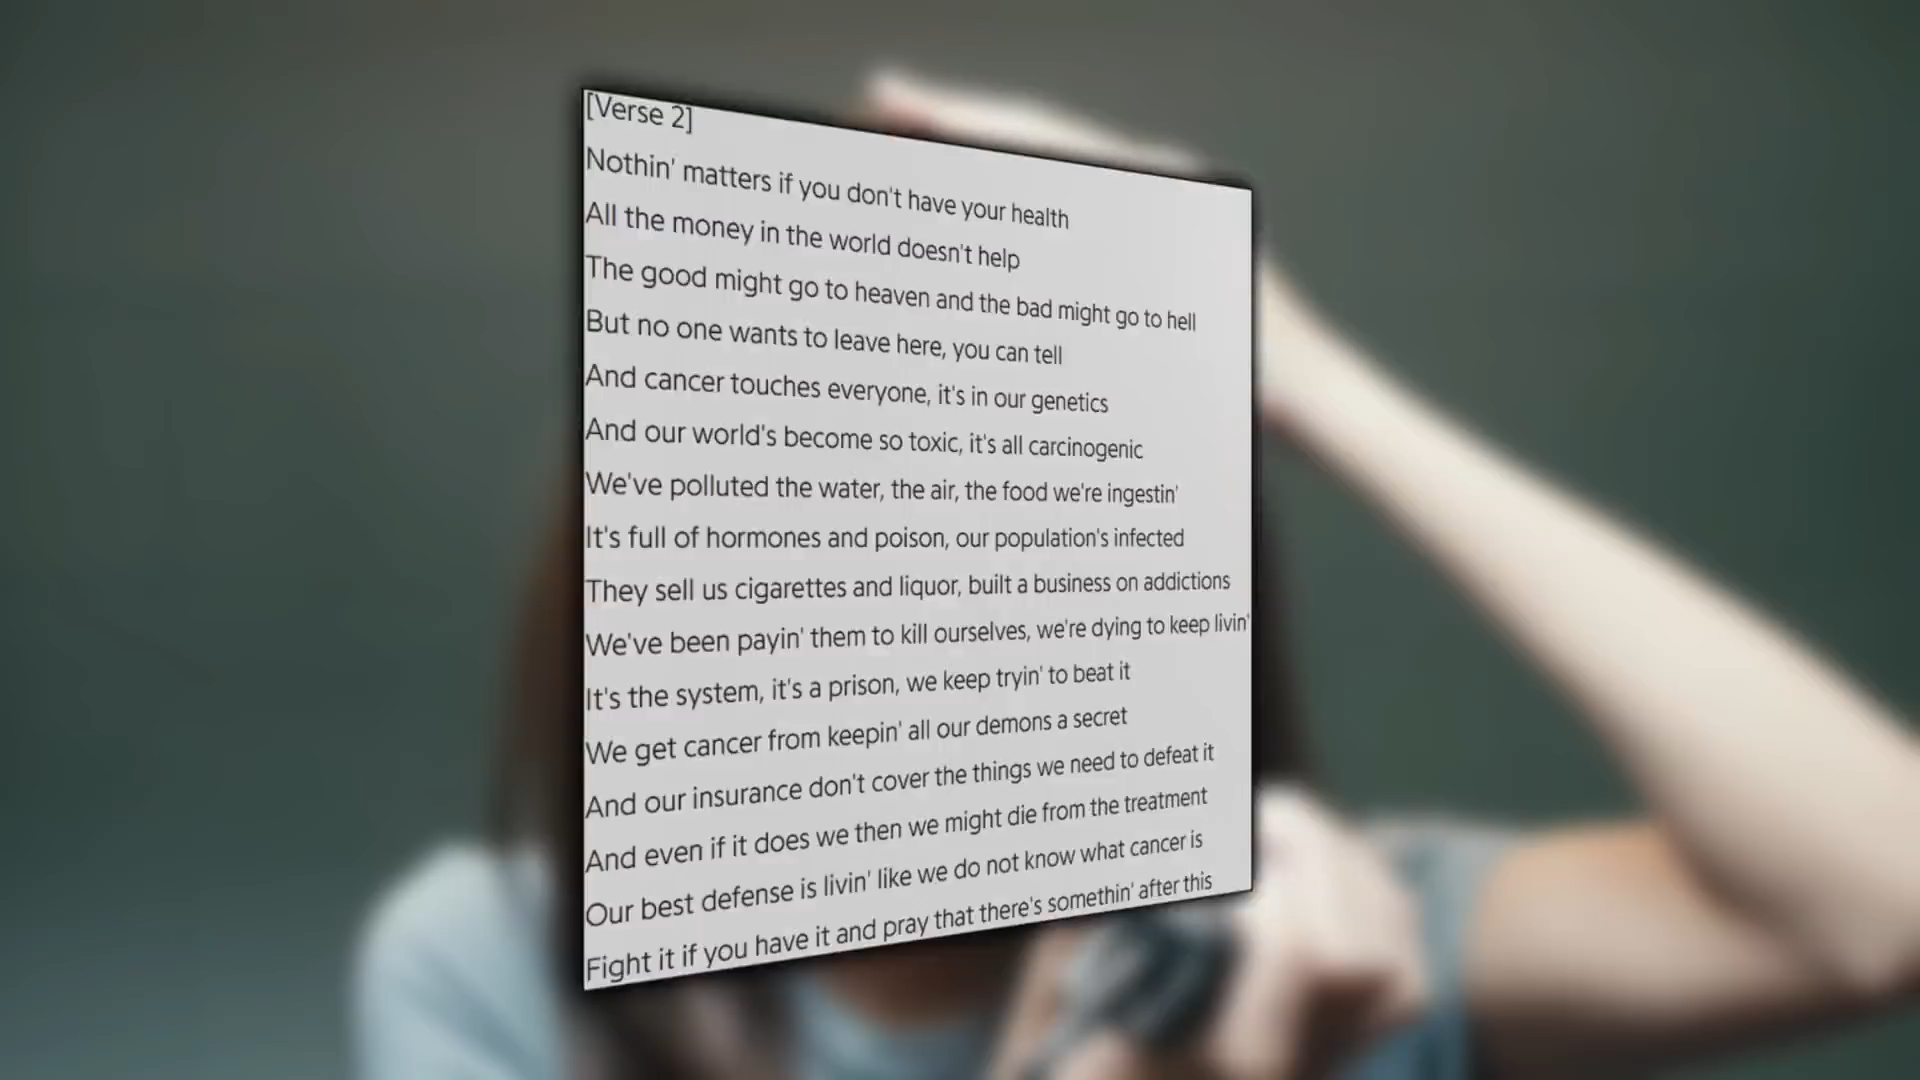 [Verse 2]
Nothin' matters if you don't have your health
All the money in the world doesn't help
The good might go to heaven and the bad might go to hell
But no one wants to leave here, you can tell
And cancer touches everyone, it's in our genetics
And our world's become so toxic, it's all carcinogenic
We've polluted the water, the air, the food we're ingestin'
It's full of hormones and poison, our population's infected
They sell us cigarettes and liquor, built a business on addictions
We've been payin' them to kill ourselves, we're dying to keep livin'
It's the system, it's a prison, we keep tryin' to beat it
We get cancer from keepin' all our demons a secret
And our insurance don't cover the things we need to defeat it
And even if it does we then we might die from the treatment
Our best defense is livin' like we do not know what cancer is
Fight it if you have it and pray that there's somethin' after this